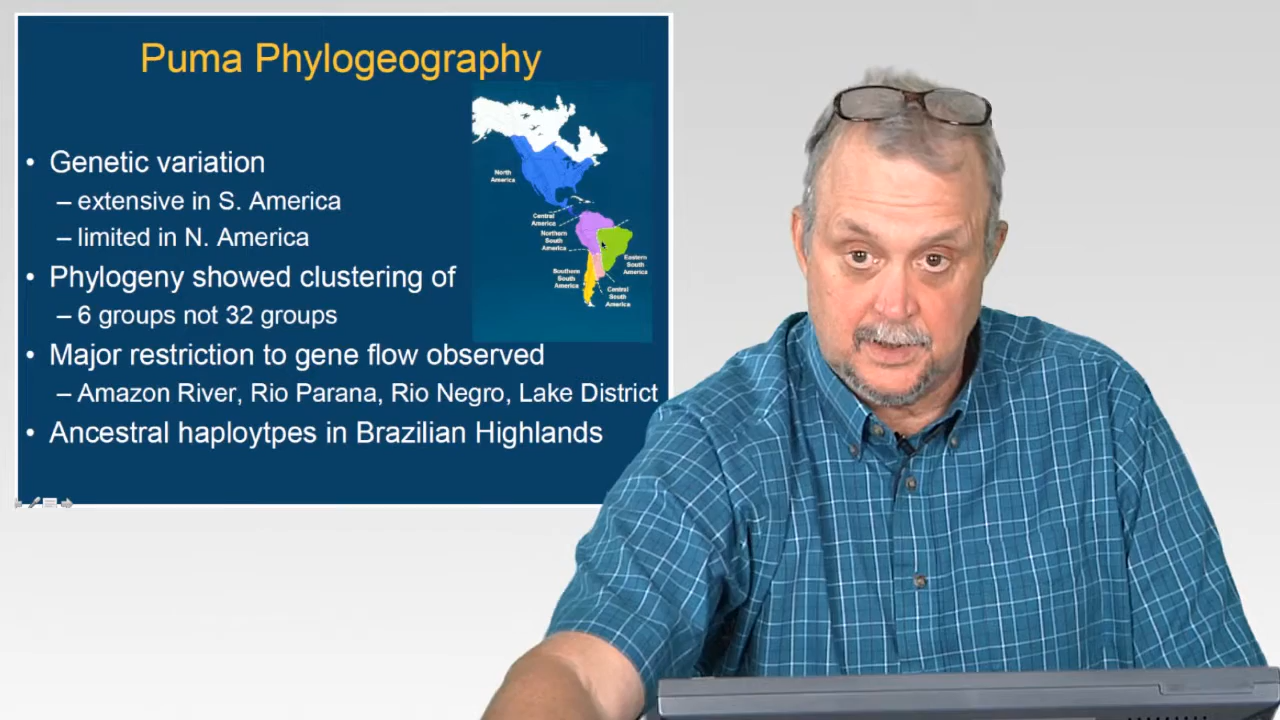 Puma Phylogeography
• Genetic variation
– extensive in S. America
– limited in N. America
• Phylogeny showed clustering of
– 6 groups not 32 groups
• Major restriction to gene flow observed
– Amazon River, Rio Parana, Rio Negro, Lake District
• Ancestral haploytpes in Brazilian Highlands
North
America
Central
America
Northern
South
America
Eastern
South
America
Southern
South
America
Central
South
America